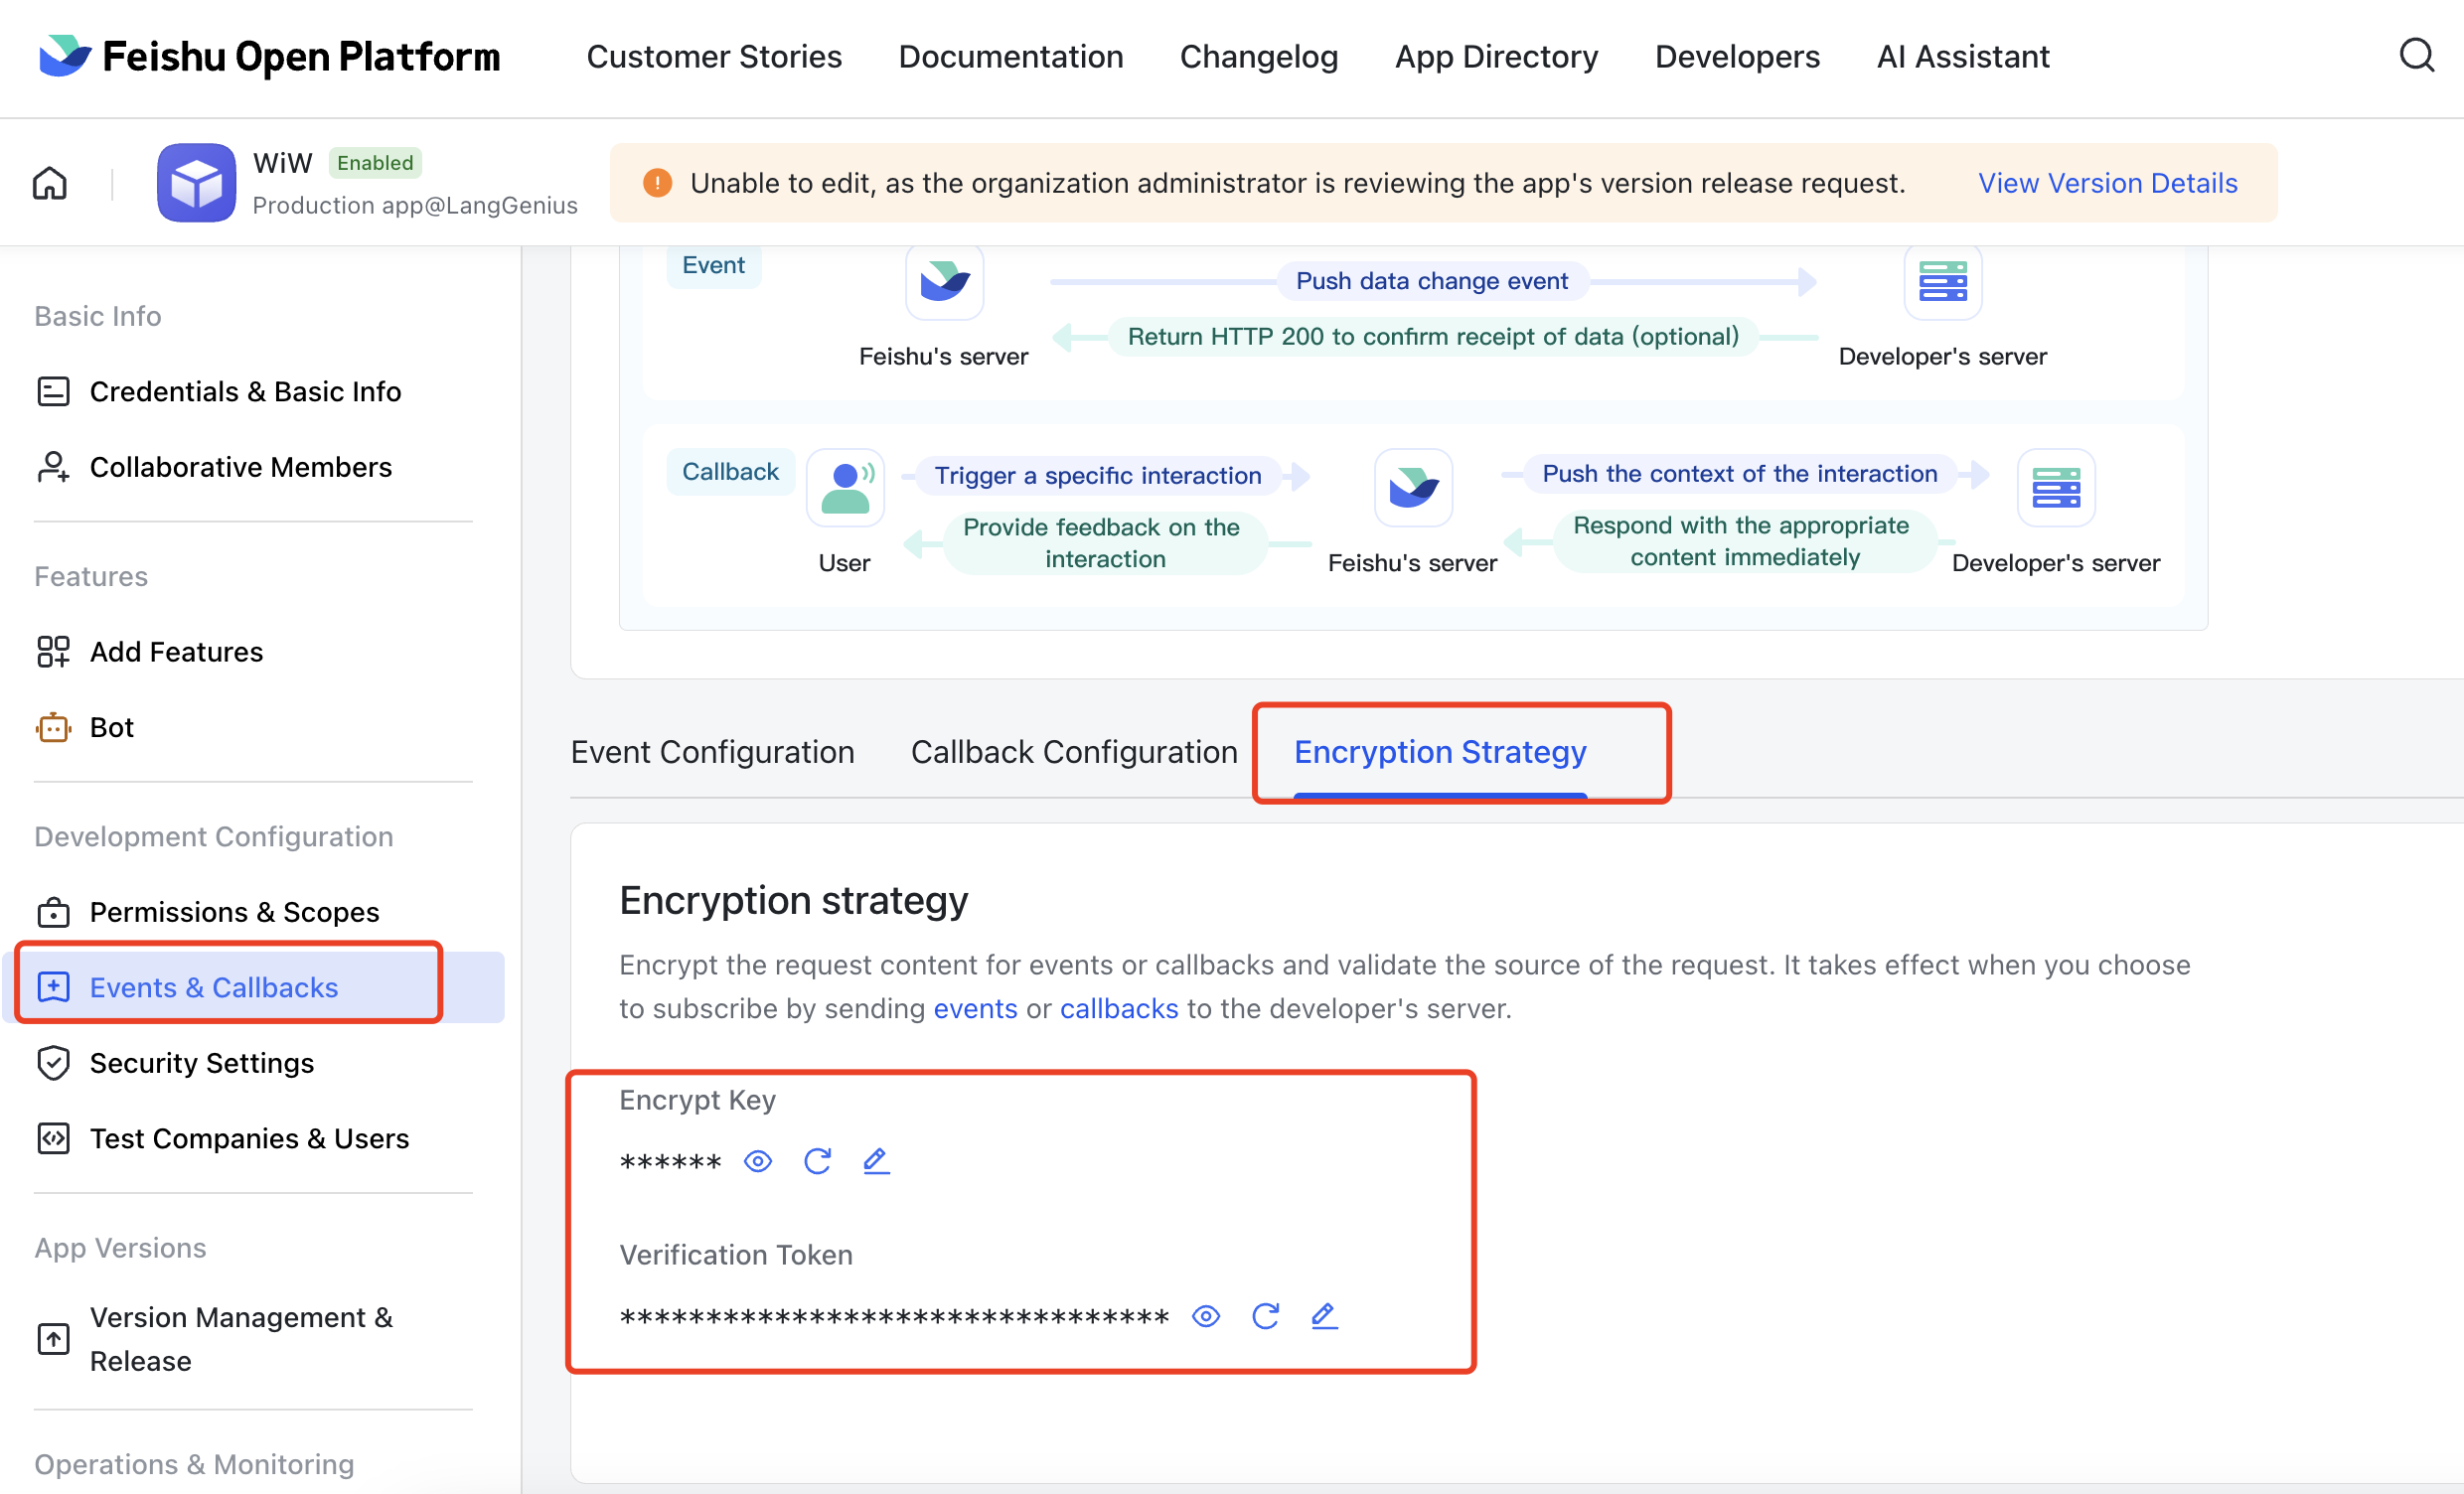 Feishu Open Platform
Customer Stories
Documentation
Changelog
App Directory
Developers
AI Assistant
WiW
Enabled
Production app@LangGenius
Unable to edit, as the organization administrator is reviewing the app's version release request.
View Version Details
Basic Info
Credentials & Basic Info
Collaborative Members
Features
Add Features
Bot
Development Configuration
Permissions & Scopes
Events & Callbacks
Security Settings
Test Companies & Users
App Versions
Version Management &
Release
Operations & Monitoring
Event
Push data change event
Return HTTP 200 to confirm receipt of data (optional)
Feishu's server
Developer's server
Callback
Trigger a specific interaction
Push the context of the interaction
Provide feedback on the
interaction
Respond with the appropriate
content immediately
User
Feishu's server
Developer's server
Event Configuration
Callback Configuration
Encryption Strategy
Encryption strategy
Encrypt the request content for events or callbacks and validate the source of the request. It takes effect when you choose
to subscribe by sending events or callbacks to the developer's server.
Encrypt Key
******
Verification Token
********************************